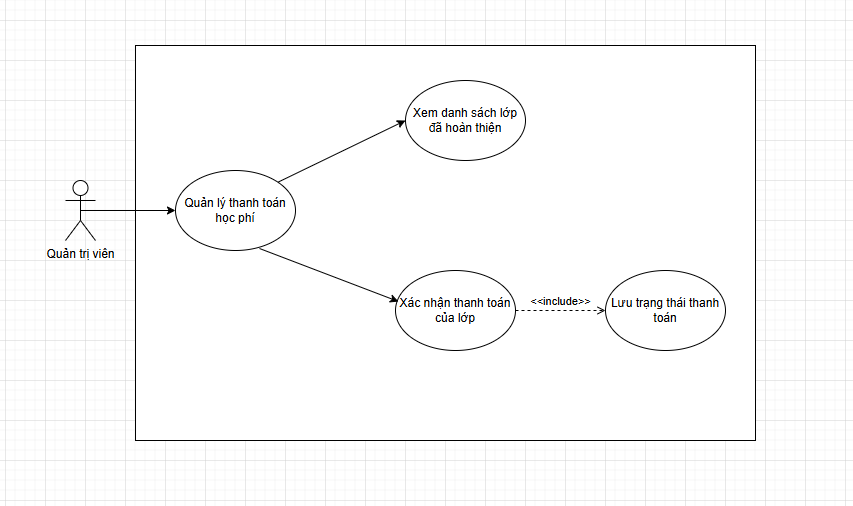 Xem danh sách lớp
đã hoàn thiện
Quản lý thanh toán
học phí
Quản trị viên
Xác nhận thanh toán
của lớp
<<include>>
Lưu trạng thái thanh
toán